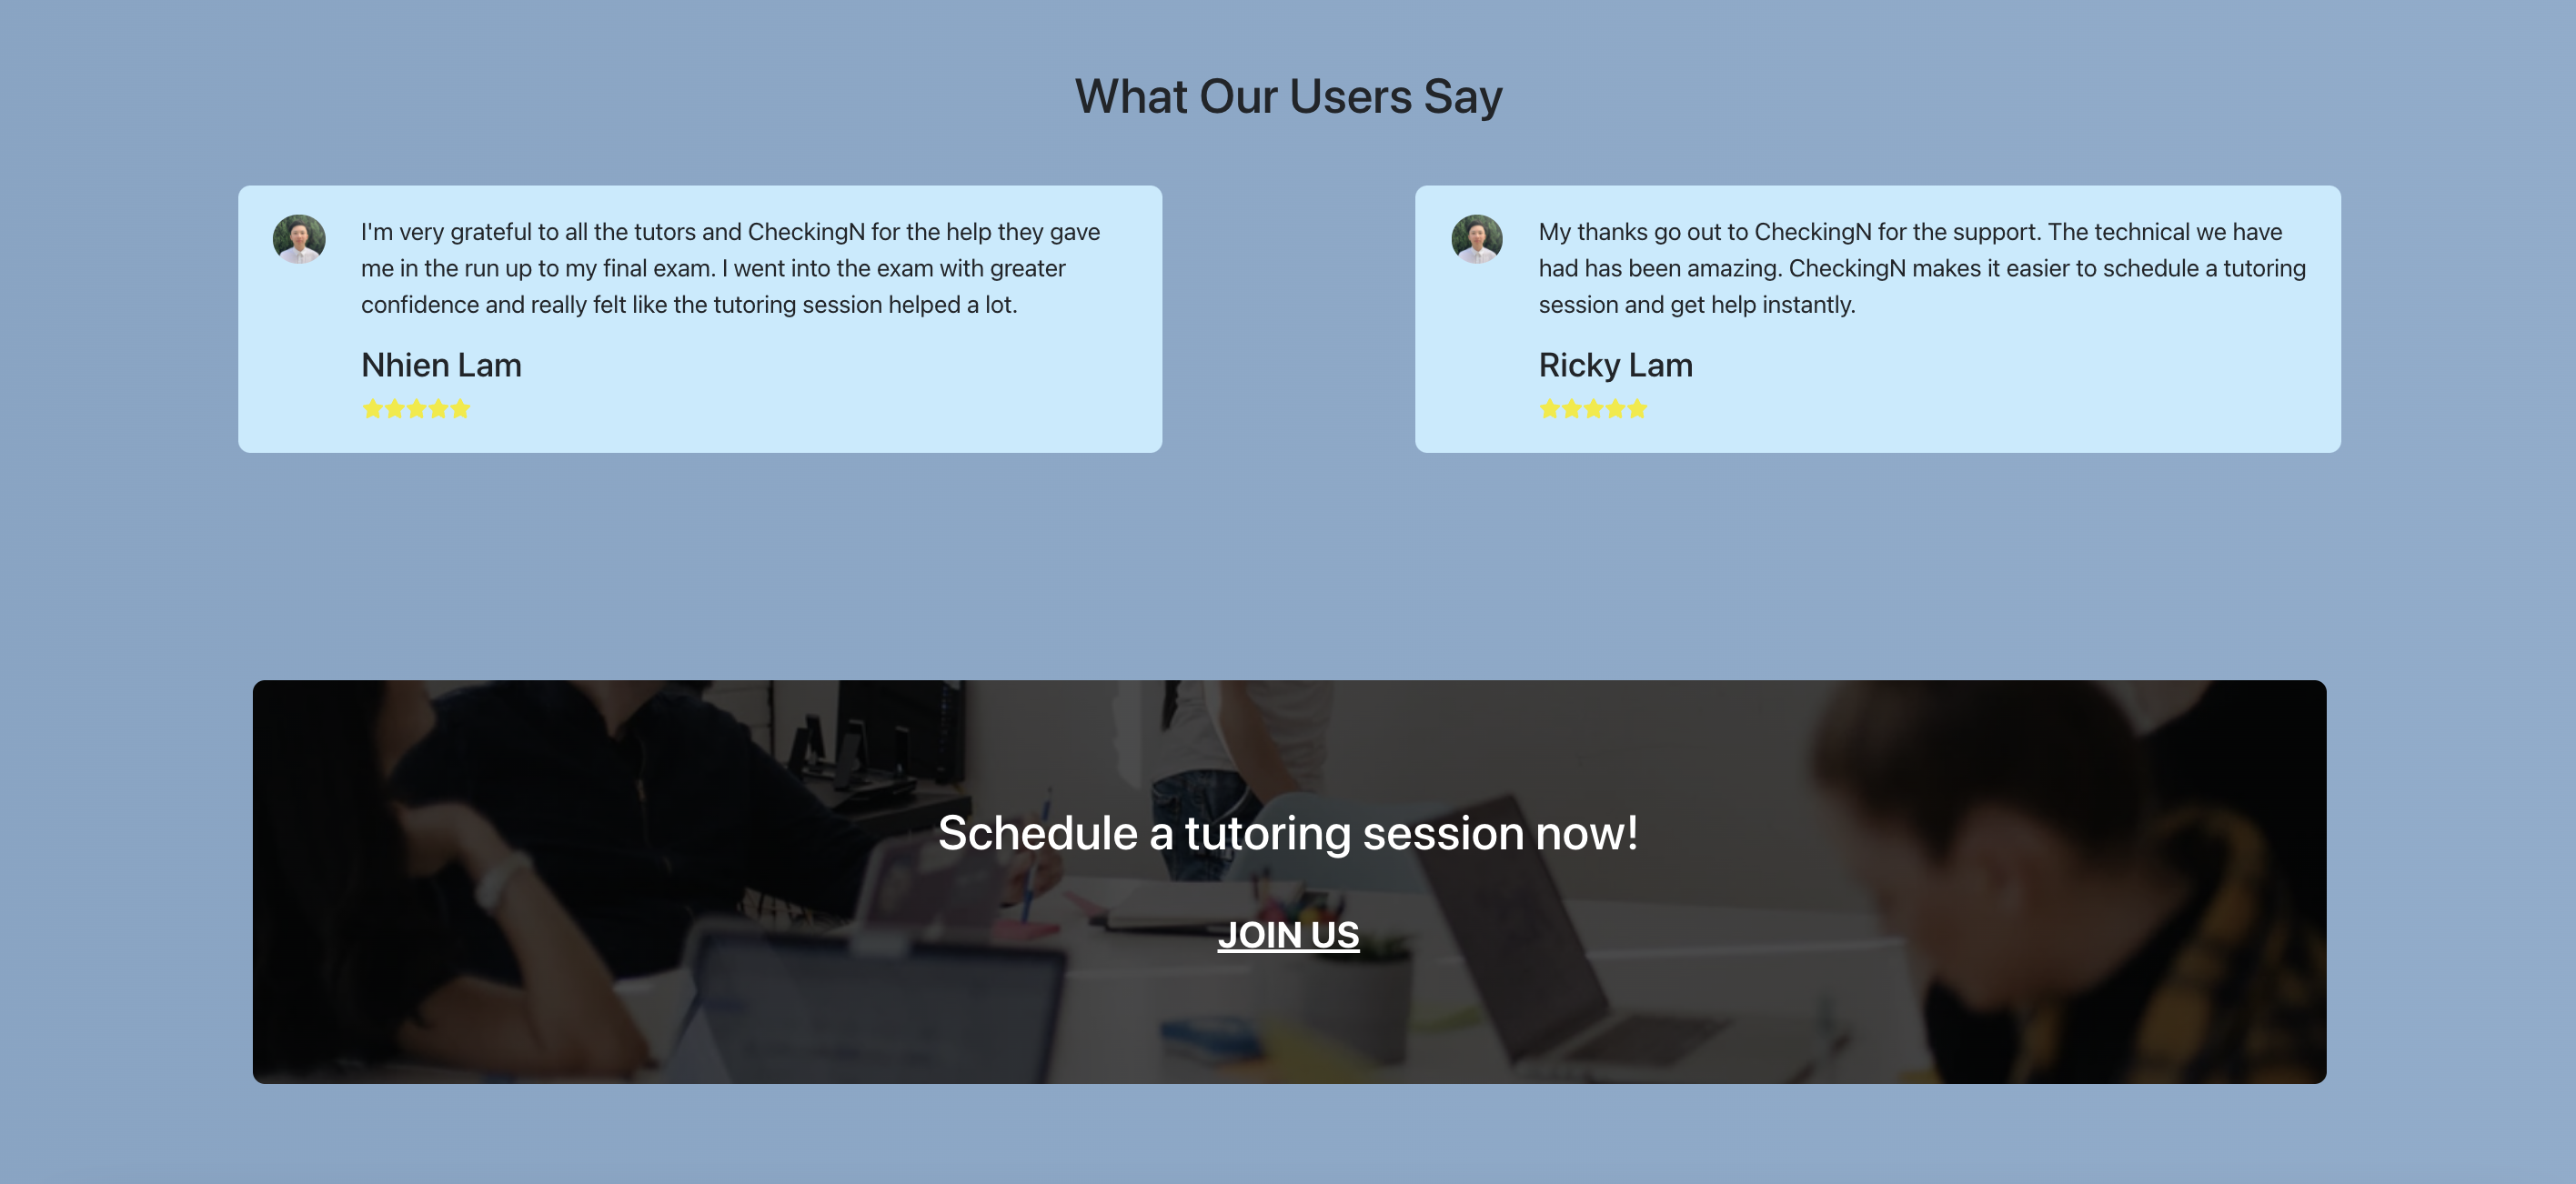 What Our Users Say
I'm very grateful to all the tutors and CheckingN for the help they gave
me in the run up to my final exam. I went into the exam with greater
confidence and really felt like the tutoring session helped a lot.
Nhien Lam
My thanks go out to CheckingN for the support. The technical we have
had has been amazing. CheckingN makes it easier to schedule a tutoring
session and get help instantly.
Ricky Lam
Schedule a tutoring session now!
JOIN US